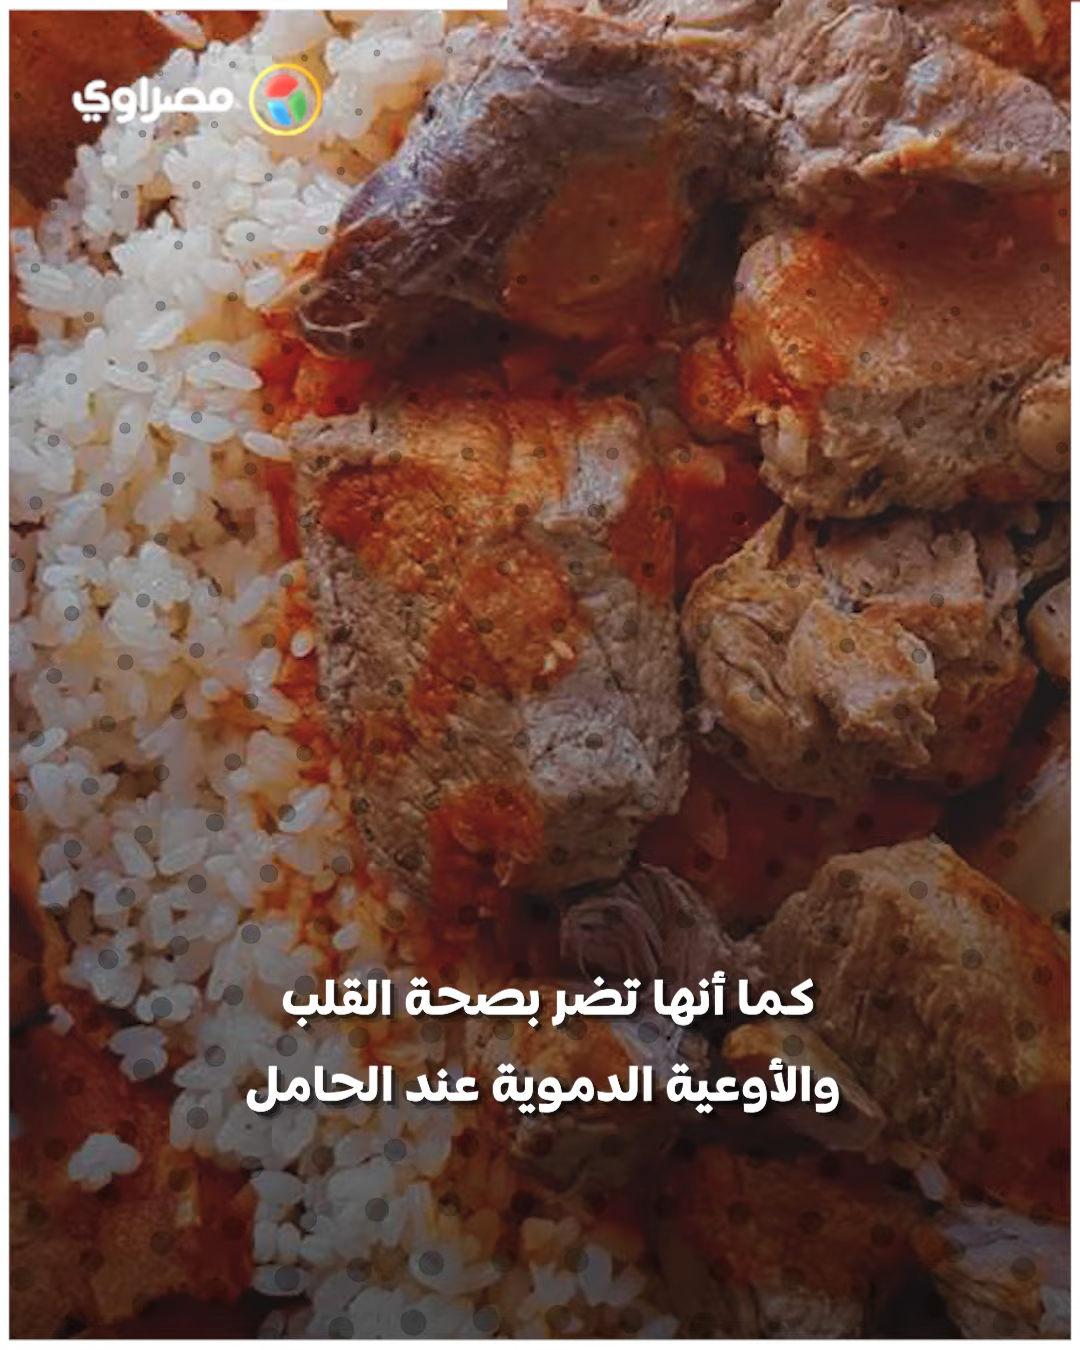 مصراوي
كما أنها تضر بصحة القلب
والأوعية الدموية عند الحامل